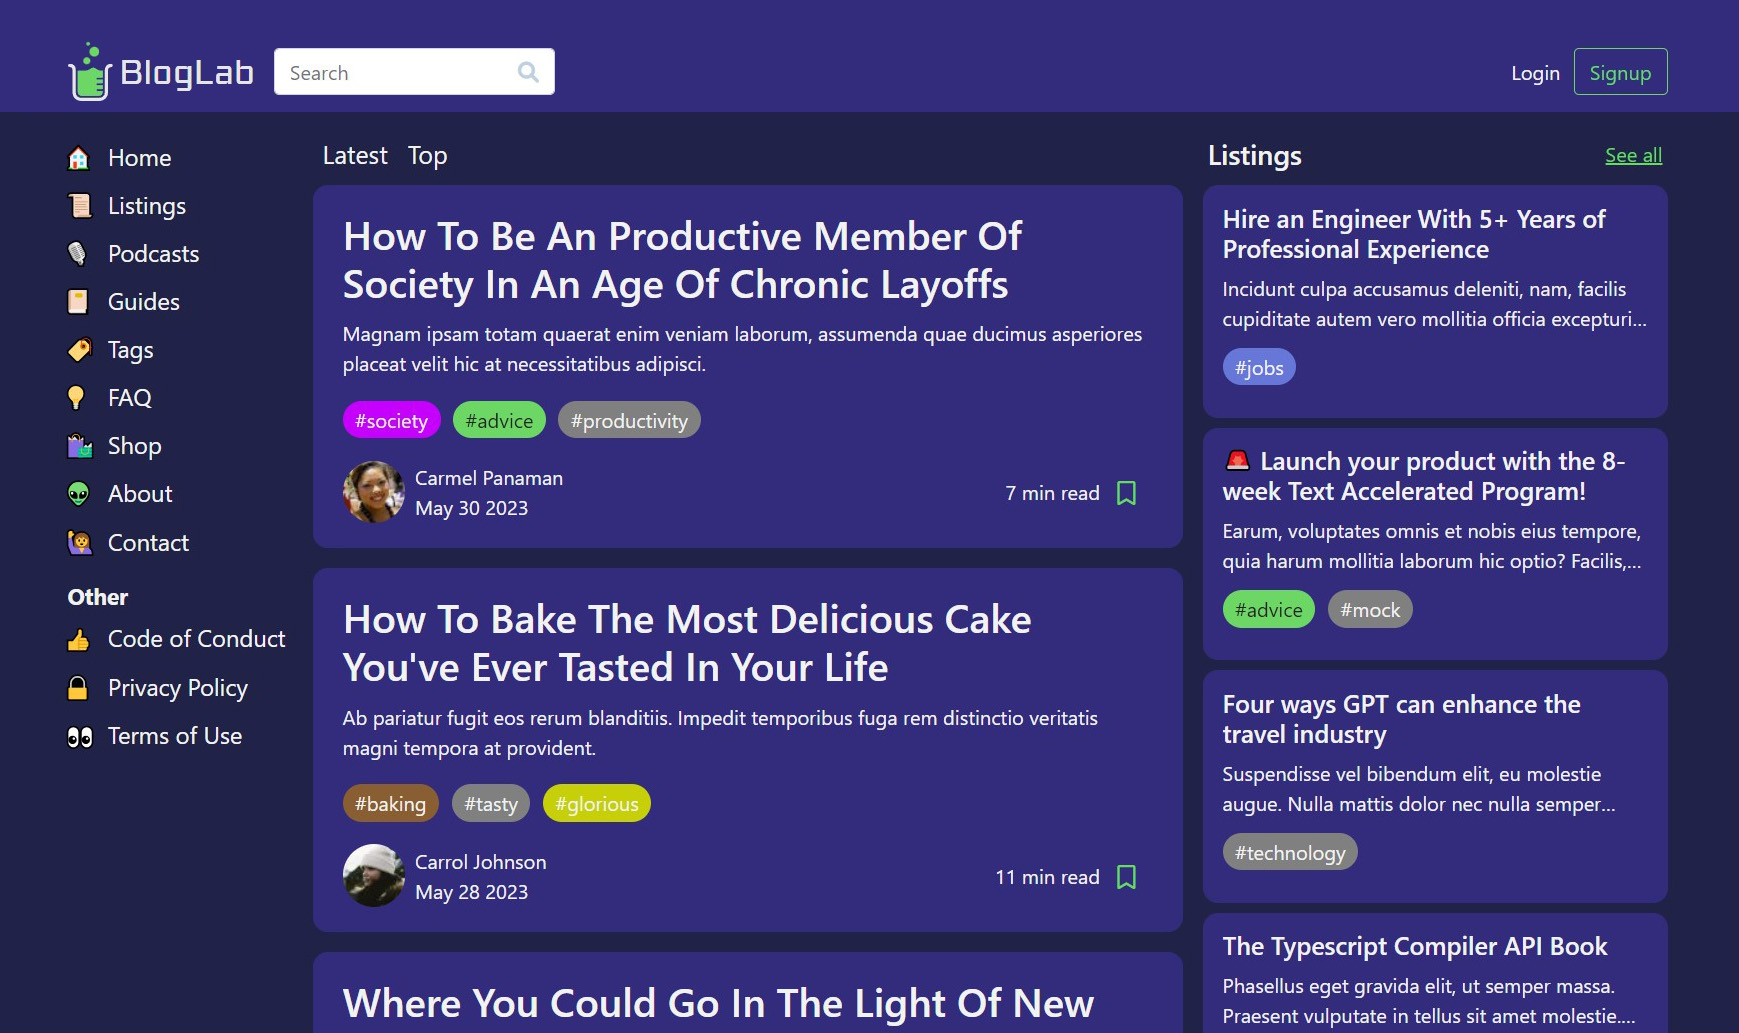 BlogLab
Search
Login
Signup
Home
Listings
Podcasts
Guides
Tags
FAQ
Shop
About
Contact
Other
Code of Conduct
Privacy Policy
Terms of Use
Latest Top
How To Be An Productive Member Of
Society In An Age Of Chronic Layoffs
Magnam ipsam totam quaerat enim veniam laborum, assumenda quae ducimus asperiores
placeat velit hic at necessitatibus adipisci.
#society #advice #productivity
Carmel Panaman
May 30 2023
7 min read
How To Bake The Most Delicious Cake
You've Ever Tasted In Your Life
Ab pariatur fugit eos rerum blanditiis. Impedit temporibus fuga rem distinctio veritatis
magni tempora at provident.
#baking #tasty #glorious
Carrol Johnson
May 28 2023
11 min read
Where You Could Go In The Light Of New
Listings
See all
Hire an Engineer With 5+ Years of
Professional Experience
Incidunt culpa accusamus deleniti, nam, facilis
cupiditate autem vero mollitia officia excepturi...
#jobs
🚨 Launch your product with the 8-
week Text Accelerated Program!
Earum, voluptates omnis et nobis eius tempore,
quia harum mollitia laborum hic optio? Facilis,...
#advice #mock
Four ways GPT can enhance the
travel industry
Suspendisse vel bibendum elit, eu molestie
augue. Nulla mattis dolor nec nulla semper...
#technology
The Typescript Compiler API Book
Phasellus eget gravida elit, ut semper massa.
Praesent vulputate in tellus sit amet molestie....